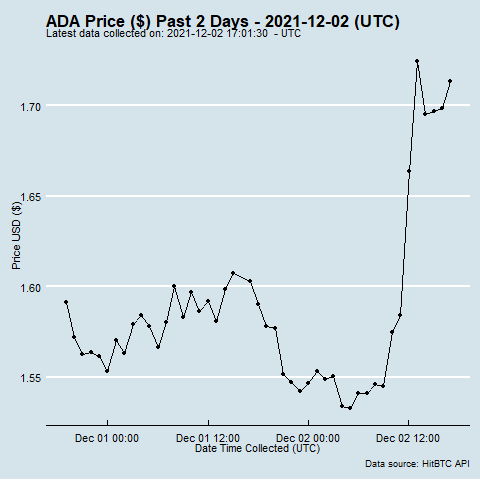 ADA Price ($) Past 2 Days - 2021-12-02 (UTC)
Latest data collected on: 2021-12-02 17:01:30 - UTC
Price USD ($)
1.70
1.65
1.60
1.55
Dec 01 00:00
Dec 01 12:00
Dec 02 00:00
Dec 02 12:00
Date Time Collected (UTC)
Data source: HitBTC API